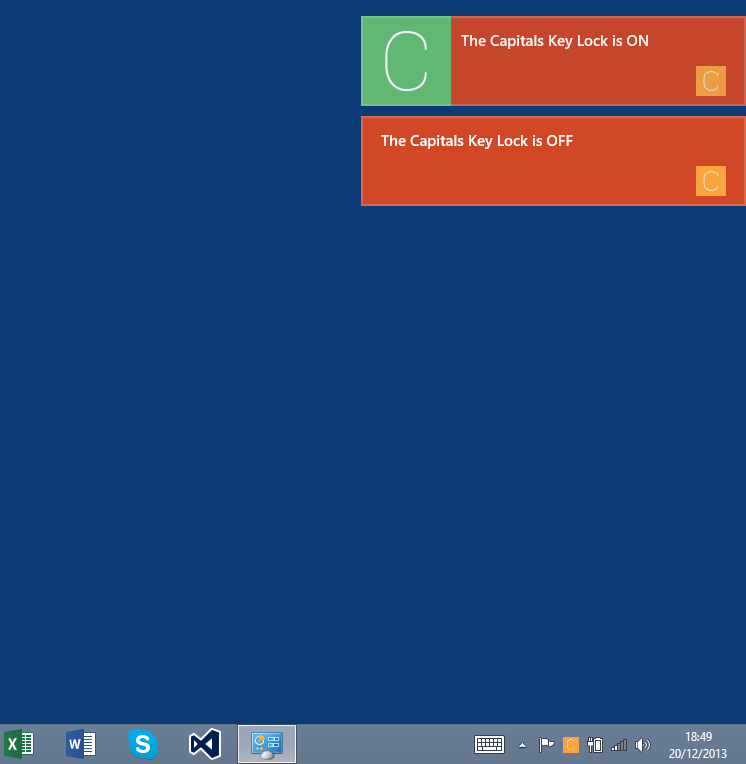 C
The Capitals Key Lock is ON
C
The Capitals Key Lock is OFF
C
X
W
S
C
18:49
20/12/2013